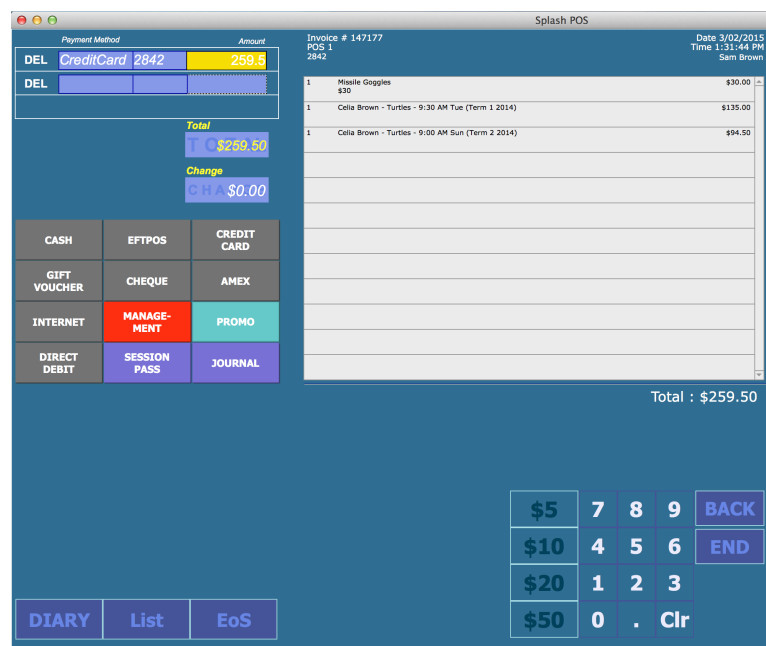 Splash POS
Payment Method Amount
DEL CreditCard 2842 259.5
DEL
Total
$259.50
Change
CHA $0.00
CASH EFTPOS CREDIT CARD
GIFT VOUCHER CHEQUE AMEX
INTERNET MANAGE-MENT PROMO
DIRECT DEBIT SESSION PASS JOURNAL
DIARY List EoS
Invoice # 147177 Date 3/02/2015
POS 1 Time 1:31:44 PM
2842 Sam Brown
1 Missile Goggles $30.00
$30
1 Celia Brown - Turtles - 9:30 AM Tue (Term 1 2014) $135.00
1 Celia Brown - Turtles - 9:00 AM Sun (Term 2 2014) $94.50
Total : $259.50
$5 7 8 9 BACK
$10 4 5 6 END
$20 1 2 3
$50 0 . Clr